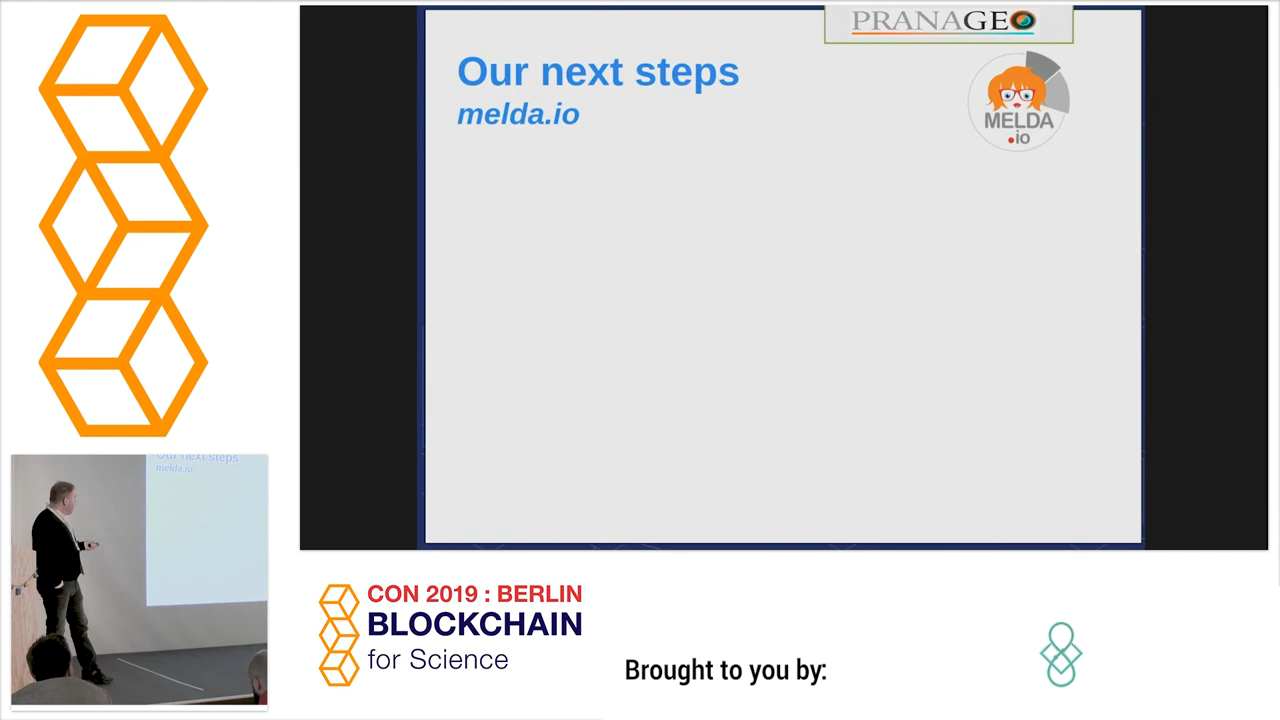 PRANAGEO
Our next steps
melda.io
MELDA
.io
Our next steps
melda.io
CON 2019 : BERLIN
BLOCKCHAIN
for Science
Brought to you by: